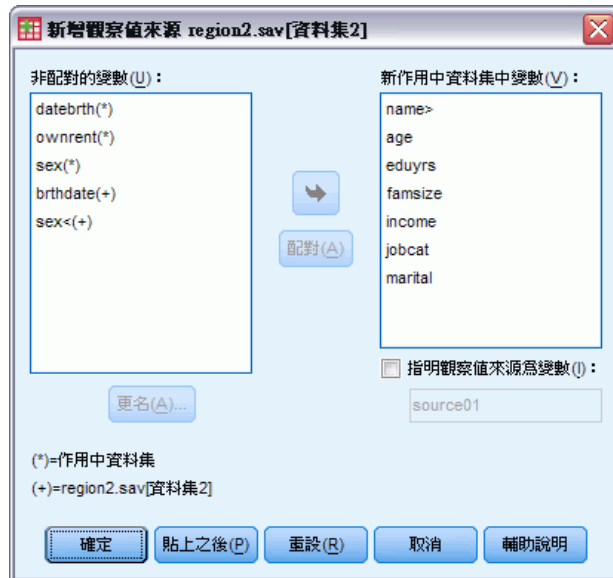 新增觀察值來源 region2.sav[資料集2]
非配對的變數(U)：
datebrth(*)
ownrent(*)
sex(*)
brthdate(+)
sex<(+)
更名(A)...
配對(A)
新作用中資料集中變數(V)：
name>
age
eduyrs
famsize
income
jobcat
marital
指明觀察值來源爲變數(I)：
source01
(*)=作用中資料集
(+)=region2.sav[資料集2]
確定
貼上之後(P)
重設(R)
取消
輔助說明